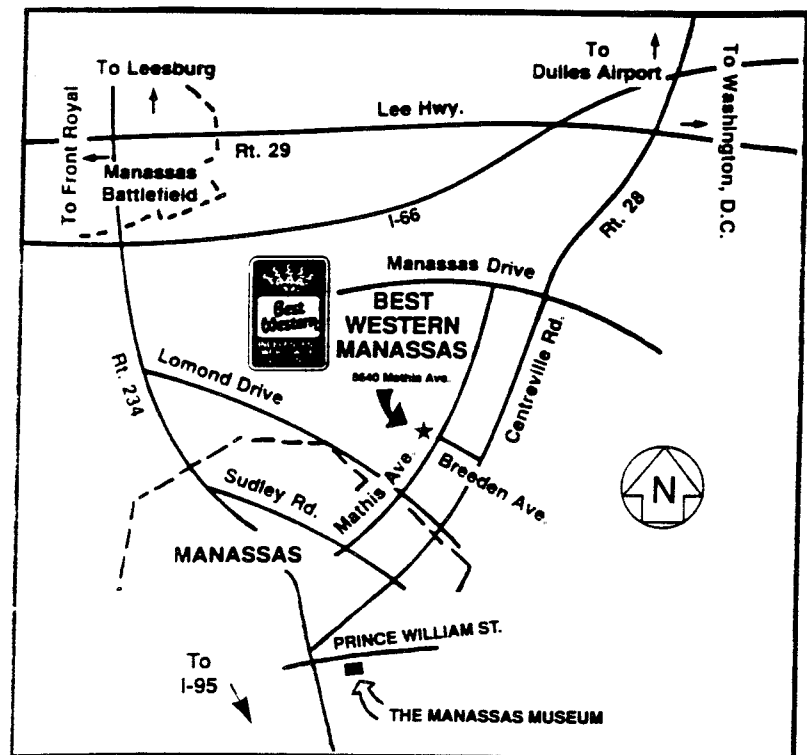 To
Dulles Airport
To Leesburg
To Washington, D.C.
Lee Hwy.
To Front Royal
Rt. 29
Manassas
Battlefield
I-66
Rt. 28
Manassas Drive
Best
Western
BEST
WESTERN
MANASSAS
8640 Mathis Ave.
Rt. 234
Lomond Drive
Centreville Rd.
Mathis Ave.
Breeden Ave.
Sudley Rd.
N
MANASSAS
PRINCE WILLIAM ST.
To
I-95
THE MANASSAS MUSEUM